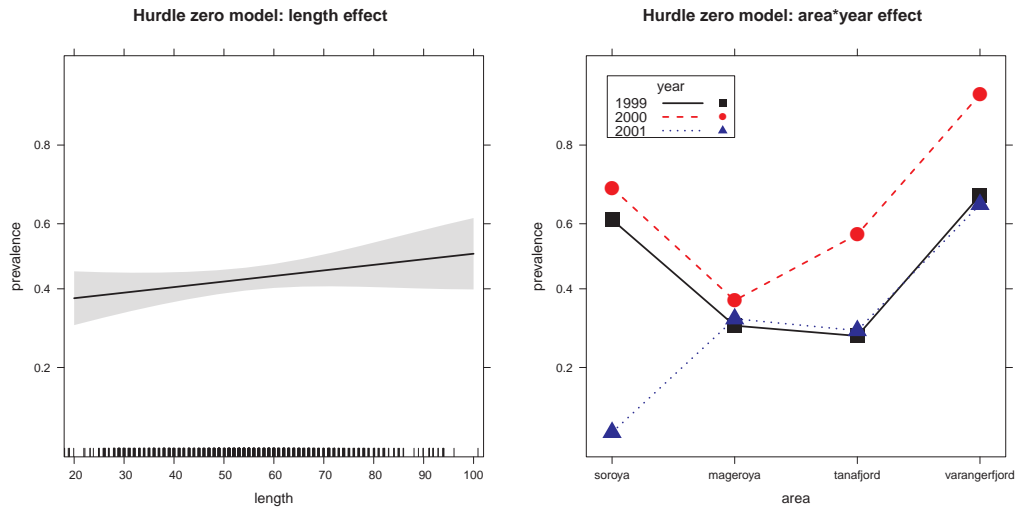 Hurdle zero model: length effect
prevalence
0.8
0.6
0.4
0.2
20 30 40 50 60 70 80 90 100
length
Hurdle zero model: area*year effect
prevalence
0.8
0.6
0.4
0.2
year
1999
2000
2001
soroya mageroya tanafjord varangerfjord
area